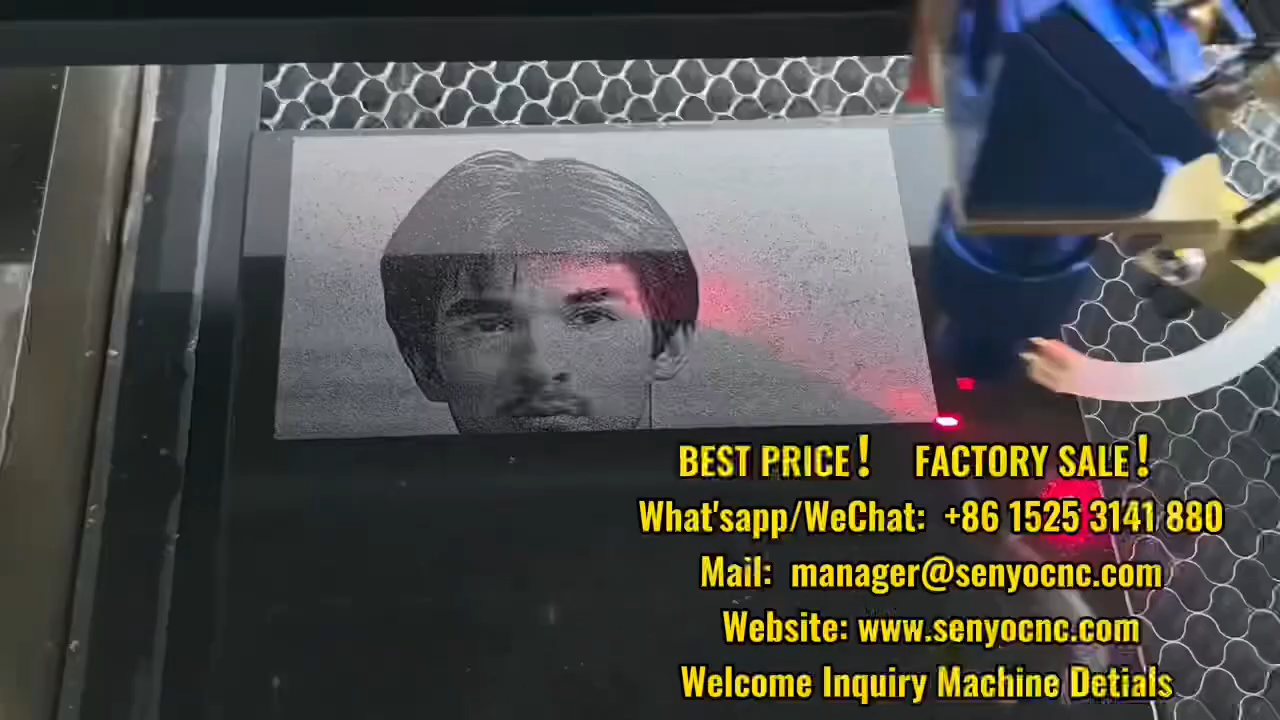 BEST PRICE! FACTORY SALE!
What'sapp/WeChat: +86 1525 3141 880
Mail: manager@senyocnc.com
Website: www.senyocnc.com
Welcome Inquiry Machine Detials